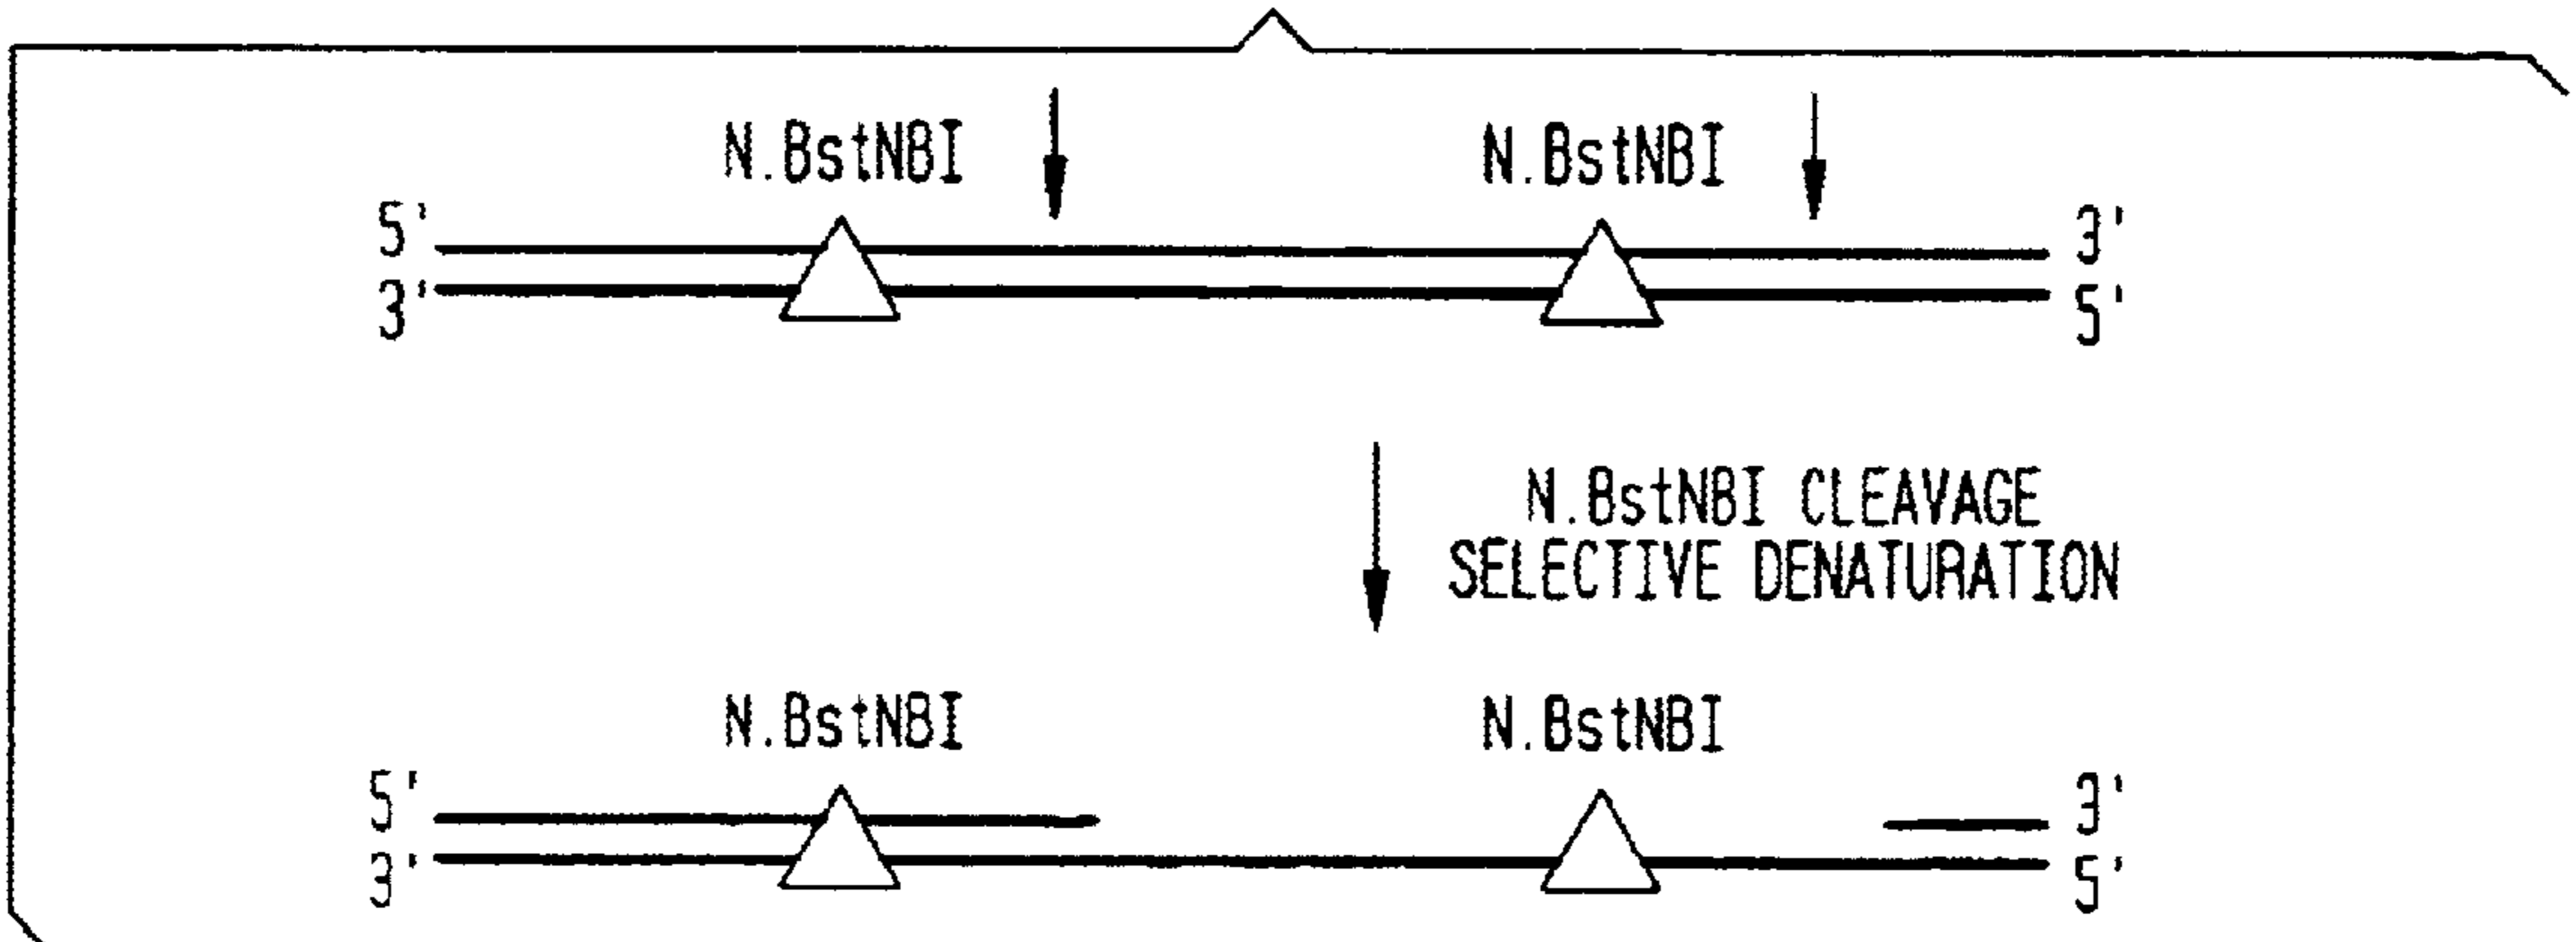 N.BstNBI N.BstNBI
5' 3'
3' 5'
N.BstNBI CLEAVAGE
SELECTIVE DENATURATION
N.BstNBI N.BstNBI
5' 3'
3' 5'